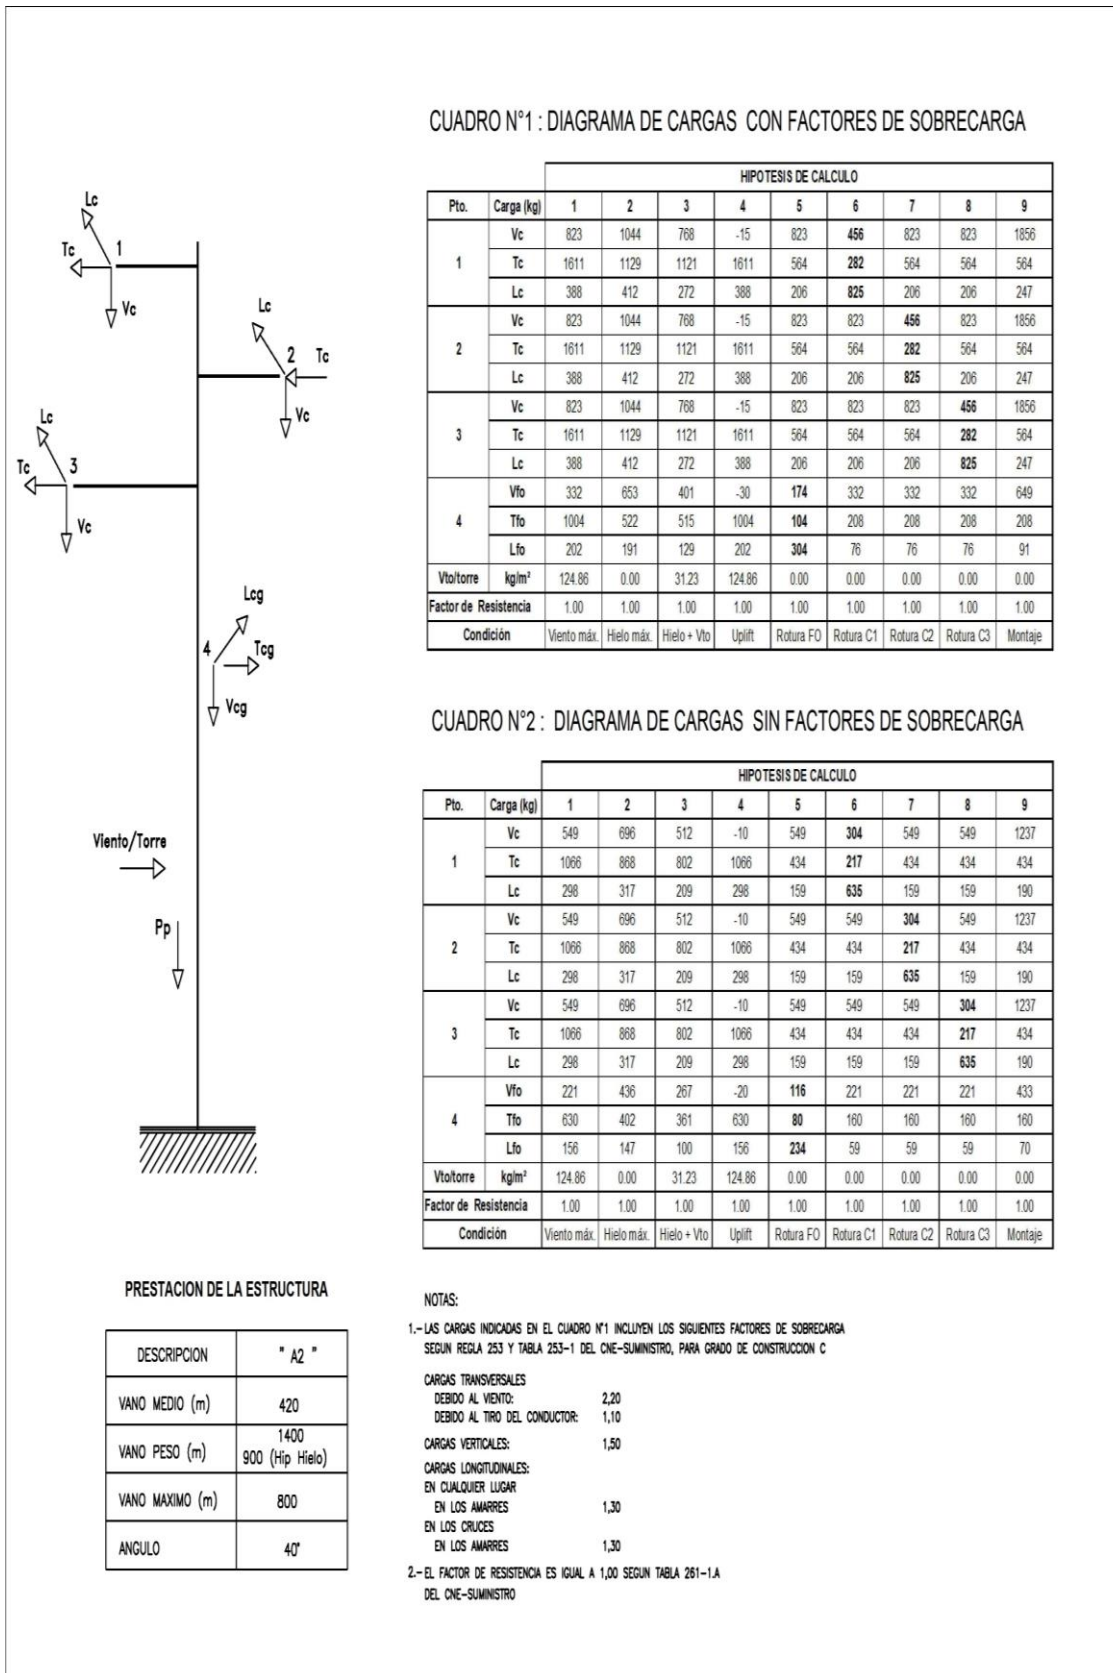 CUADRO N°1 : DIAGRAMA DE CARGAS CON FACTORES DE SOBRECARGA
HIPOTESIS DE CALCULO
Pto. Carga (kg) 1 2 3 4 5 6 7 8 9
1
Vc 823 1044 768 -15 823 456 823 823 1856
Tc 1611 1129 1121 1611 564 282 564 564 564
Lc 388 412 272 388 206 825 206 206 247
2
Vc 823 1044 768 -15 823 823 456 823 1856
Tc 1611 1129 1121 1611 564 564 282 564 564
Lc 388 412 272 388 206 206 825 206 247
3
Vc 823 1044 768 -15 823 823 823 456 1856
Tc 1611 1129 1121 1611 564 564 564 282 564
Lc 388 412 272 388 206 206 206 825 247
4
Vfo 332 653 401 -30 174 332 332 332 649
Tfo 1004 522 515 1004 104 208 208 208 208
Lfo 202 191 129 202 304 76 76 76 91
Vto/torre kg/m² 124.86 0.00 31.23 124.86 0.00 0.00 0.00 0.00 0.00
Factor de Resistencia 1.00 1.00 1.00 1.00 1.00 1.00 1.00 1.00 1.00
Condición Viento máx. Hielo máx. Hielo + Vto Uplift Rotura FO Rotura C1 Rotura C2 Rotura C3 Montaje
Lc
Tc
1
Vc
Lc
2
Tc
Vc
Lc
Tc
3
Vc
Lcg
4
Tcg
Vcg
Viento/Torre
Pp
CUADRO N°2 : DIAGRAMA DE CARGAS SIN FACTORES DE SOBRECARGA
HIPOTESIS DE CALCULO
Pto. Carga (kg) 1 2 3 4 5 6 7 8 9
1
Vc 549 696 512 -10 549 304 549 549 1237
Tc 1066 868 802 1066 434 217 434 434 434
Lc 298 317 209 298 159 635 159 159 190
2
Vc 549 696 512 -10 549 549 304 549 1237
Tc 1066 868 802 1066 434 434 217 434 434
Lc 298 317 209 298 159 159 635 159 190
3
Vc 549 696 512 -10 549 549 549 304 1237
Tc 1066 868 802 1066 434 434 434 217 434
Lc 298 317 209 298 159 159 159 635 190
4
Vfo 221 436 267 -20 116 221 221 221 433
Tfo 630 402 361 630 80 160 160 160 160
Lfo 156 147 100 156 234 59 59 59 70
Vto/torre kg/m² 124.86 0.00 31.23 124.86 0.00 0.00 0.00 0.00 0.00
Factor de Resistencia 1.00 1.00 1.00 1.00 1.00 1.00 1.00 1.00 1.00
Condición Viento máx. Hielo máx. Hielo + Vto Uplift Rotura FO Rotura C1 Rotura C2 Rotura C3 Montaje
PRESTACION DE LA ESTRUCTURA
DESCRIPCION " A2 "
VANO MEDIO (m) 420
VANO PESO (m) 1400
900 (Hip Hielo)
VANO MAXIMO (m) 800
ANGULO 40°
NOTAS:
1.- LAS CARGAS INDICADAS EN EL CUADRO N°1 INCLUYEN LOS SIGUIENTES FACTORES DE SOBRECARGA
SEGUN REGLA 253 Y TABLA 253-1 DEL CNE-SUMINISTRO, PARA GRADO DE CONSTRUCCION C
CARGAS TRANSVERSALES
DEBIDO AL VIENTO: 2,20
DEBIDO AL TIRO DEL CONDUCTOR: 1,10
CARGAS VERTICALES: 1,50
CARGAS LONGITUDINALES:
EN CUALQUIER LUGAR
EN LOS AMARRES 1,30
EN LOS CRUCES
EN LOS AMARRES 1,30
2.- EL FACTOR DE RESISTENCIA ES IGUAL A 1,00 SEGUN TABLA 261-1.A
DEL CNE-SUMINISTRO